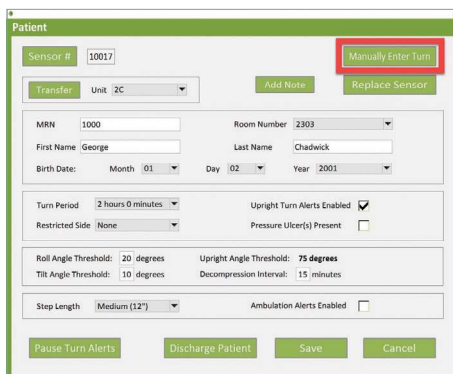 Patient
Sensor # 10017 Manually Enter Turn
Transfer Unit 2C Add Note Replace Sensor
MRN 1000 Room Number 2303
First Name George Last Name Chadwick
Birth Date: Month 01 Day 02 Year 2001
Turn Period 2 hours 0 minutes Upright Turn Alerts Enabled
Restricted Side None Pressure Ulcer(s) Present
Roll Angle Threshold: 20 degrees Upright Angle Threshold: 75 degrees
Tilt Angle Threshold: 10 degrees Decompression Interval: 15 minutes
Step Length Medium (12") Ambulation Alerts Enabled
Pause Turn Alerts Discharge Patient Save Cancel